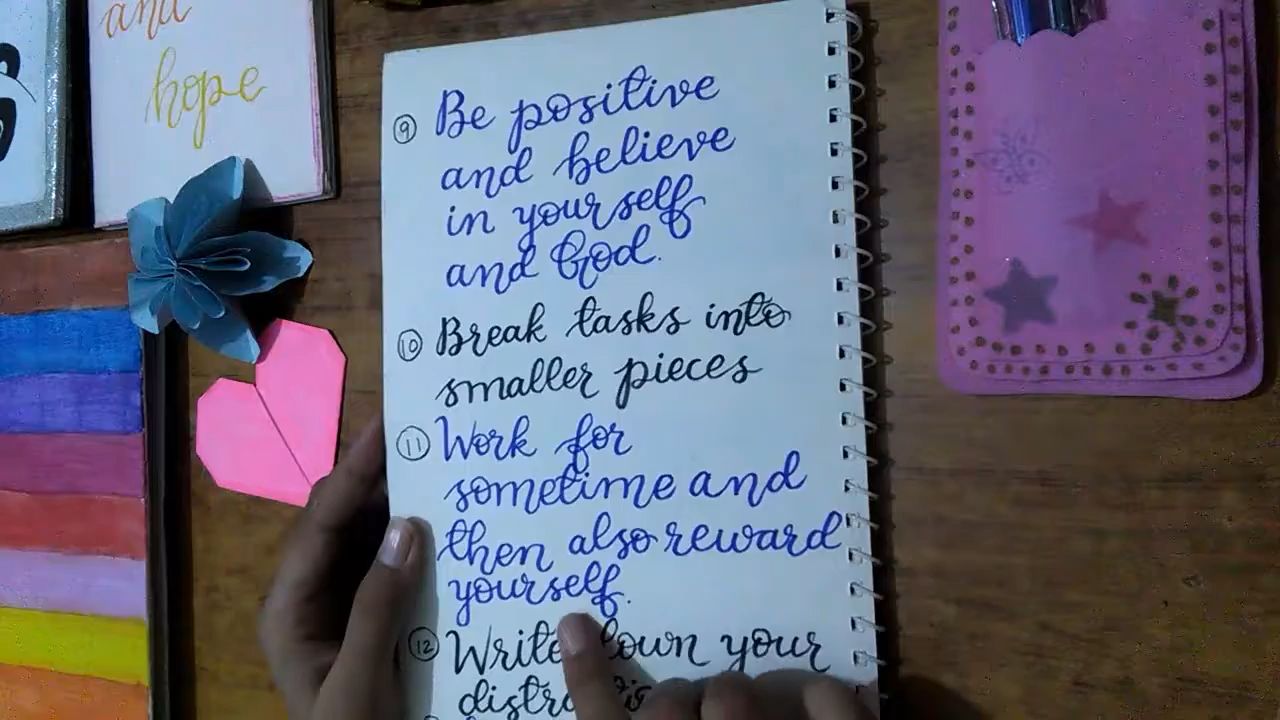 and
hope
9 Be positive
and believe
in yourself
and God.
10 Break tasks into
smaller pieces
11 Work for
sometime and
then also reward
yourself.
12 Write down your